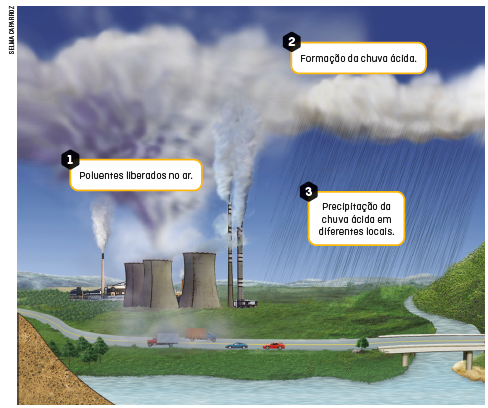 SELMA CAPARROZ
2
Formação da chuva ácida.
1
Poluentes liberados no ar.
3
Precipitação da
chuva ácida em
diferentes locais.